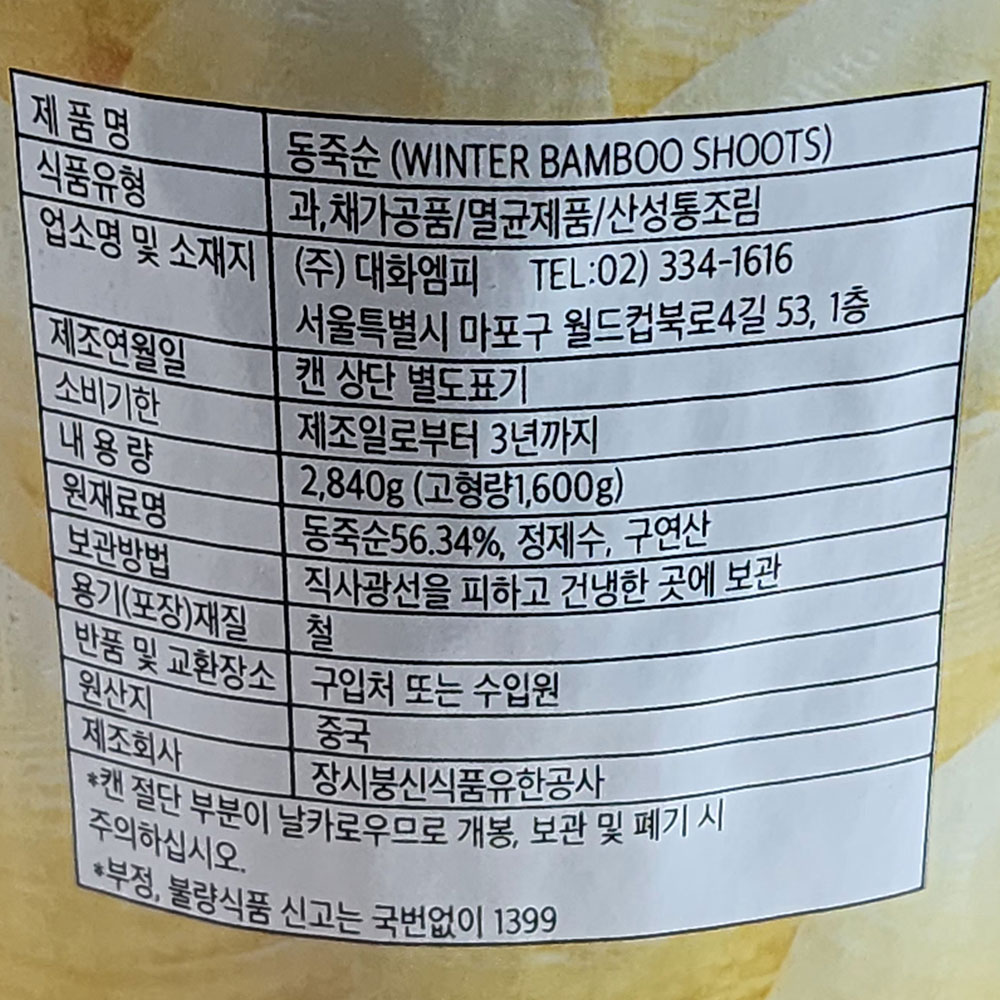 제품명 동죽순 (WINTER BAMBOO SHOOTS)
식품유형 과,채가공품/멸균제품/산성통조림
업소명 및 소재지 (주) 대화엠피 TEL:02) 334-1616
서울특별시 마포구 월드컵북로4길 53, 1층
제조연월일 캔 상단 별도표기
소비기한 제조일로부터 3년까지
내용량 2,840g (고형량1,600g)
원재료명 동죽순56.34%, 정제수, 구연산
보관방법 직사광선을 피하고 건냉한 곳에 보관
용기(포장)재질 철
반품 및 교환장소 구입처 또는 수입원
원산지 중국
제조회사 장시붕신식품유한공사
*캔 절단 부분이 날카로우므로 개봉, 보관 및 폐기 시
주의하십시오.
*부정, 불량식품 신고는 국번없이 1399